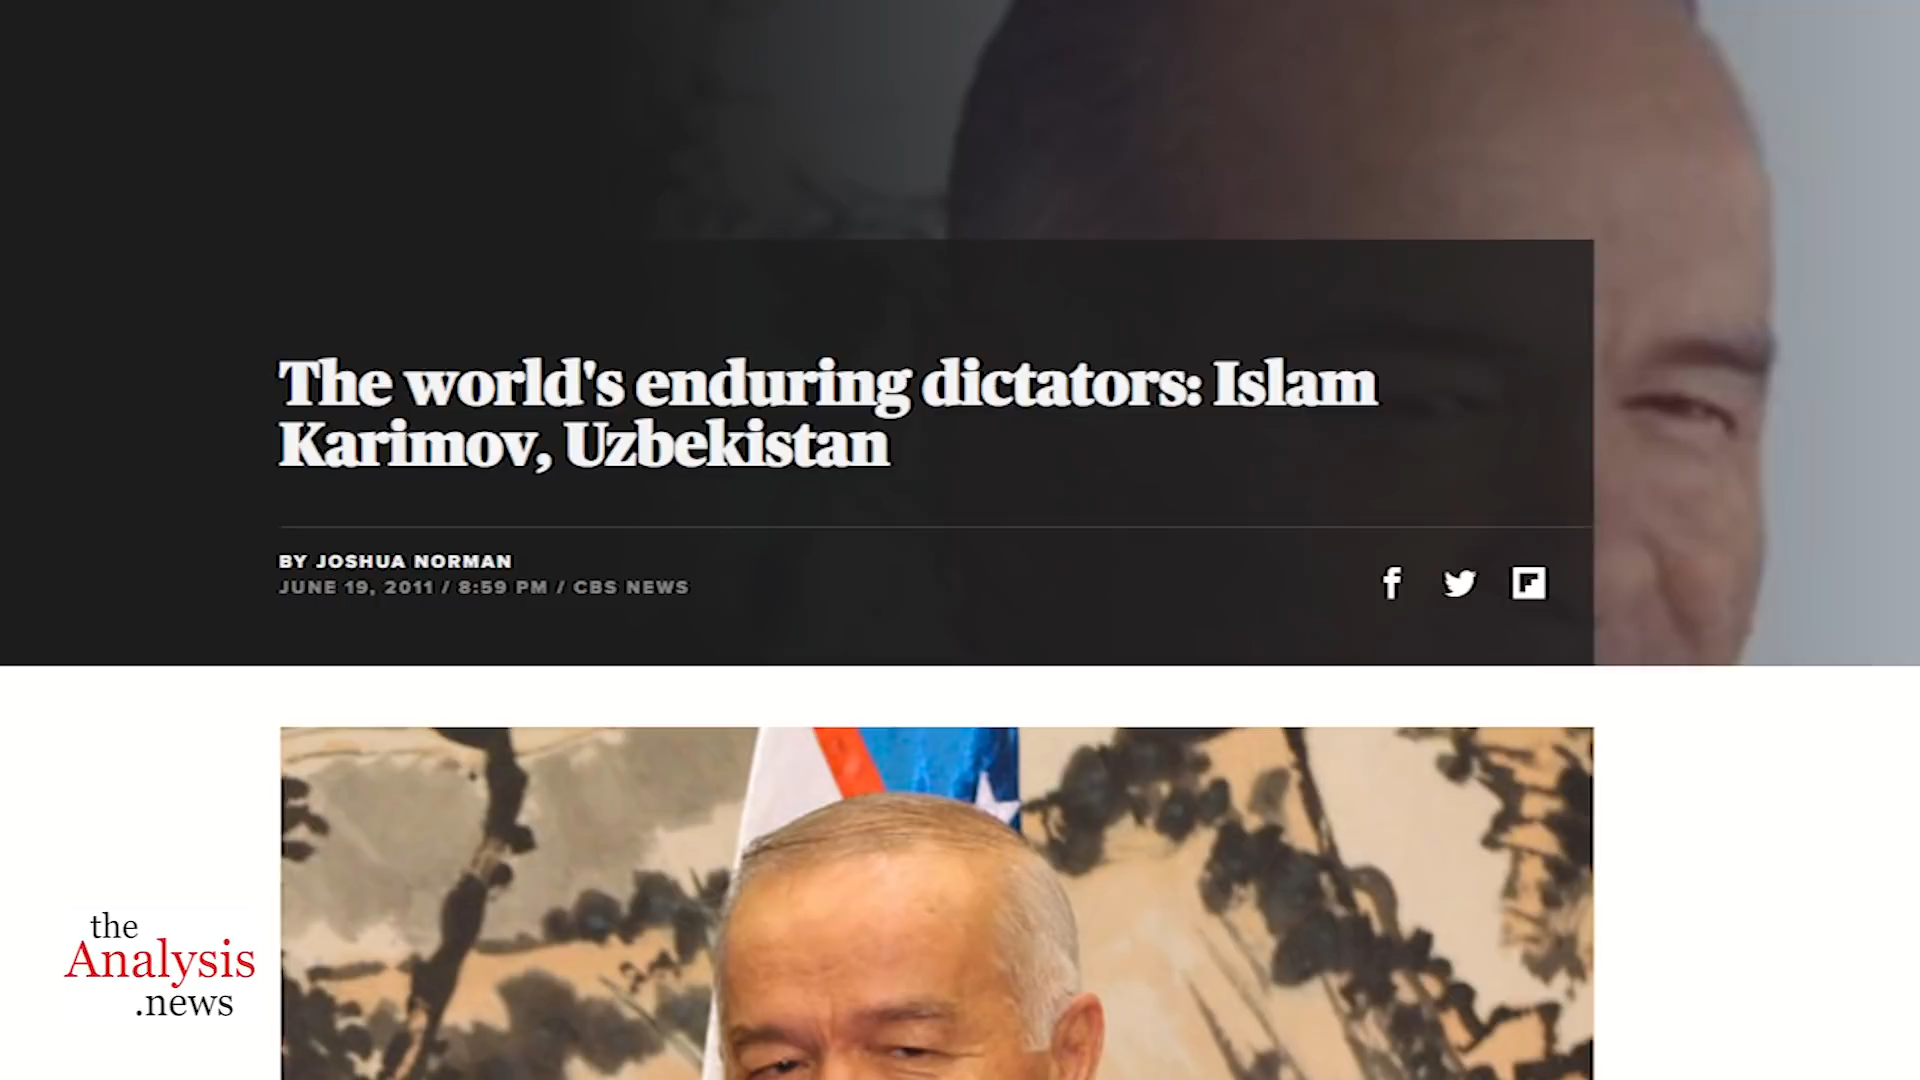 The world's enduring dictators: Islam
Karimov, Uzbekistan
BY JOSHUA NORMAN
JUNE 19, 2011 / 8:59 PM / CBS NEWS
the
Analysis
.news